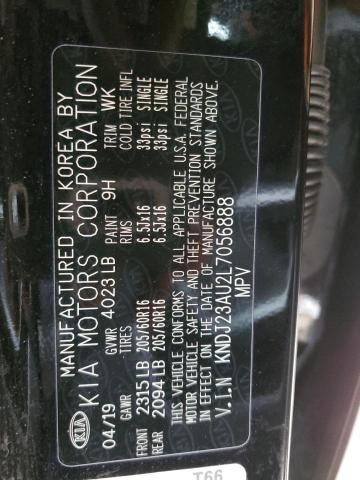 MANUFACTURED IN KOREA BY
KIA KIA MOTORS CORPORATION
04/19 GVWR 4023LB PAINT 9H TRIM WK
GAWR TIRES RIMS COLD TIRE INFL
FRONT 2315LB 205/60R16 6.5JX16 33psi SINGLE
REAR 2094LB 205/60R16 6.5JX16 33psi SINGLE
THIS VEHICLE CONFORMS TO ALL APPLICABLE U.S.A. FEDERAL
MOTOR VEHICLE SAFETY AND THEFT PREVENTION STANDARDS
IN EFFECT ON THE DATE OF MANUFACTURE SHOWN ABOVE.
V.I.N KNDJ23AU2L7056888
MPV
T66